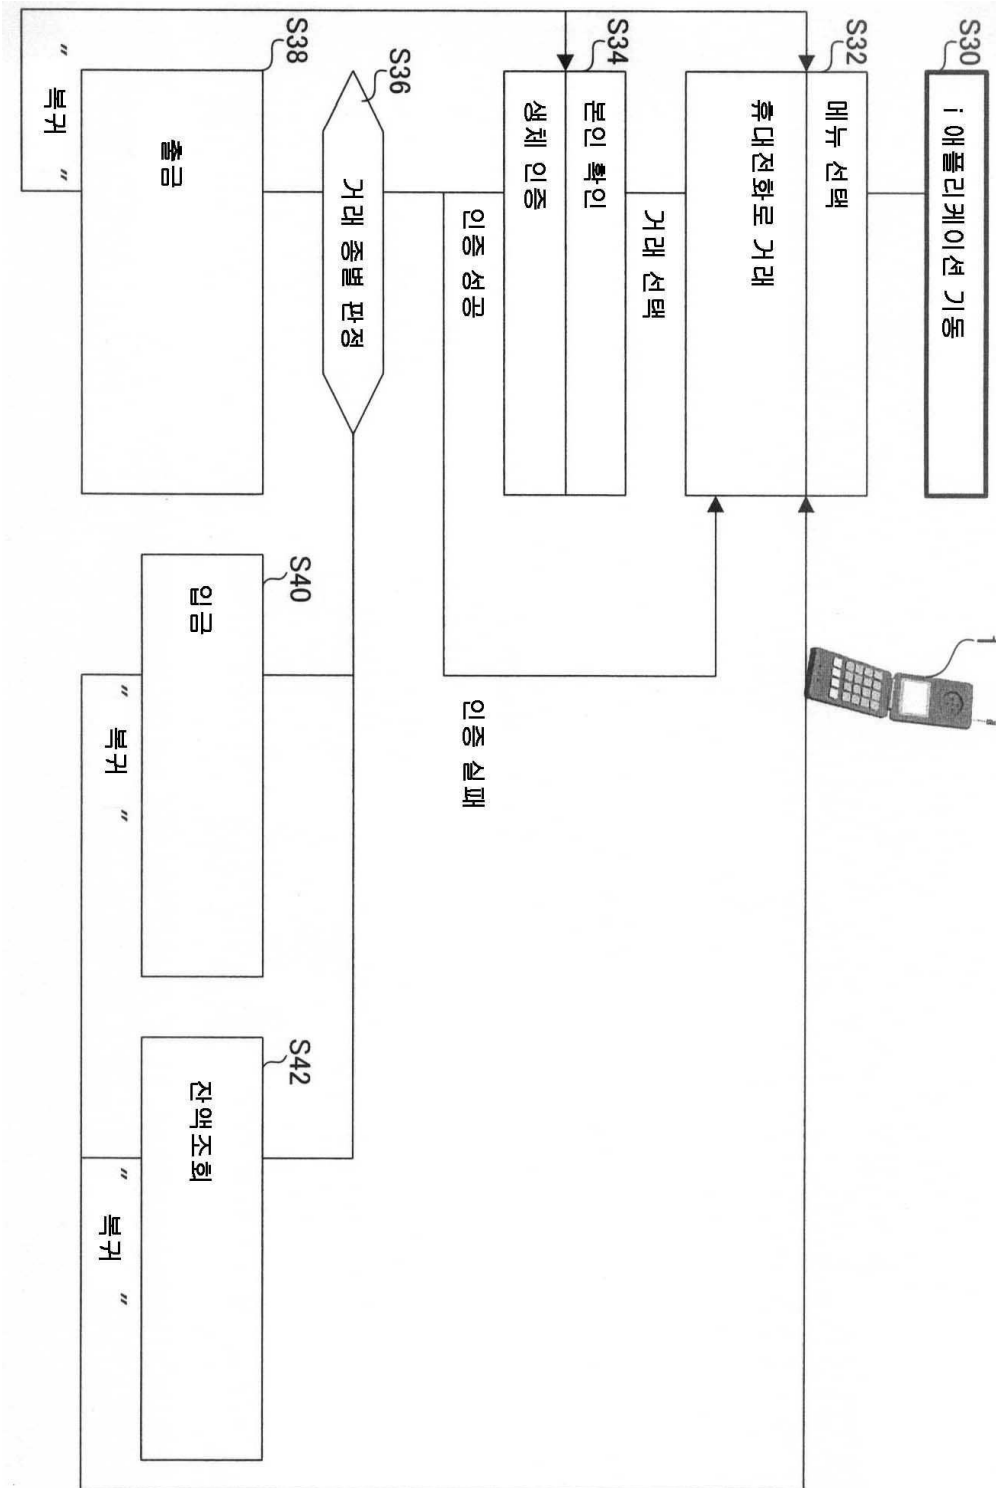 S30
i 애플리케이션 기동
1
S32
메뉴 선택
휴대전화로 거래
거래 선택
S34
본인 확인
생체 인증
인증 성공
인증 실패
S36
거래 종별 판정
S38
출금
" 복귀 "
S40
입금
" 복귀 "
S42
잔액조회
" 복귀 "